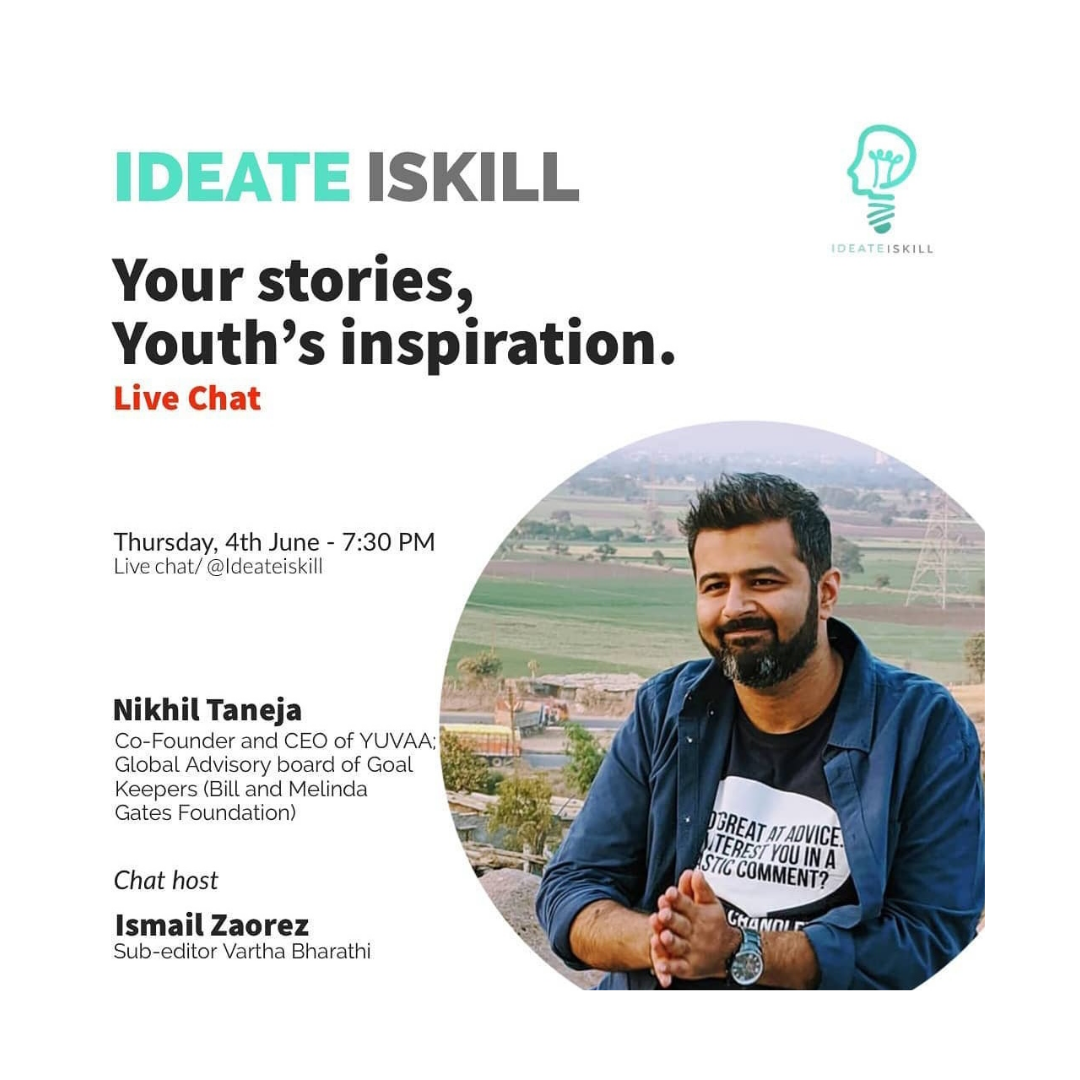 IDEATE ISKILL
IDEATEISKILL
Your stories,
Youth’s inspiration.
Live Chat
Thursday, 4th June - 7:30 PM
Live chat/ @Ideateiskill
Nikhil Taneja
Co-Founder and CEO of YUVAA;
Global Advisory board of Goal
Keepers (Bill and Melinda
Gates Foundation)
Chat host
Ismail Zaorez
Sub-editor Vartha Bharathi
GREAT AT ADVICE.
YOU IN A
COMMENT?